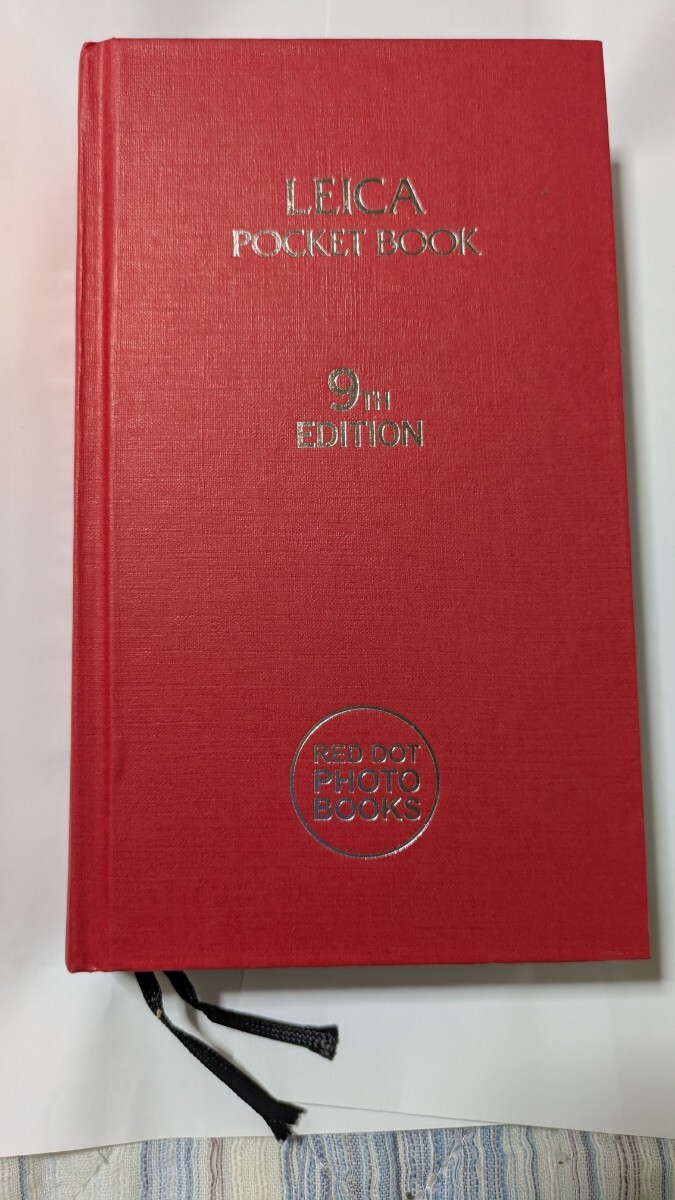 LEICA
POCKET BOOK
9TH
EDITION
RED DOT
PHOTO
BOOKS